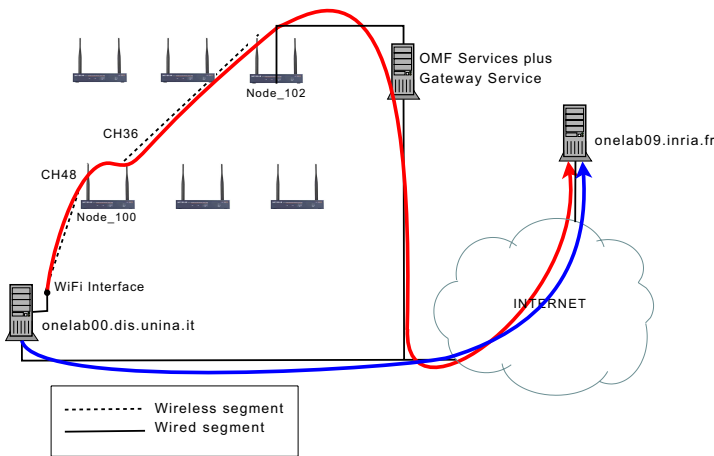 OMF Services plus
Gateway Service
Node_102
CH36
onelab09.inria.fr
CH48
Node_100
WiFi Interface
INTERNET
onelab00.dis.unina.it
Wireless segment
Wired segment